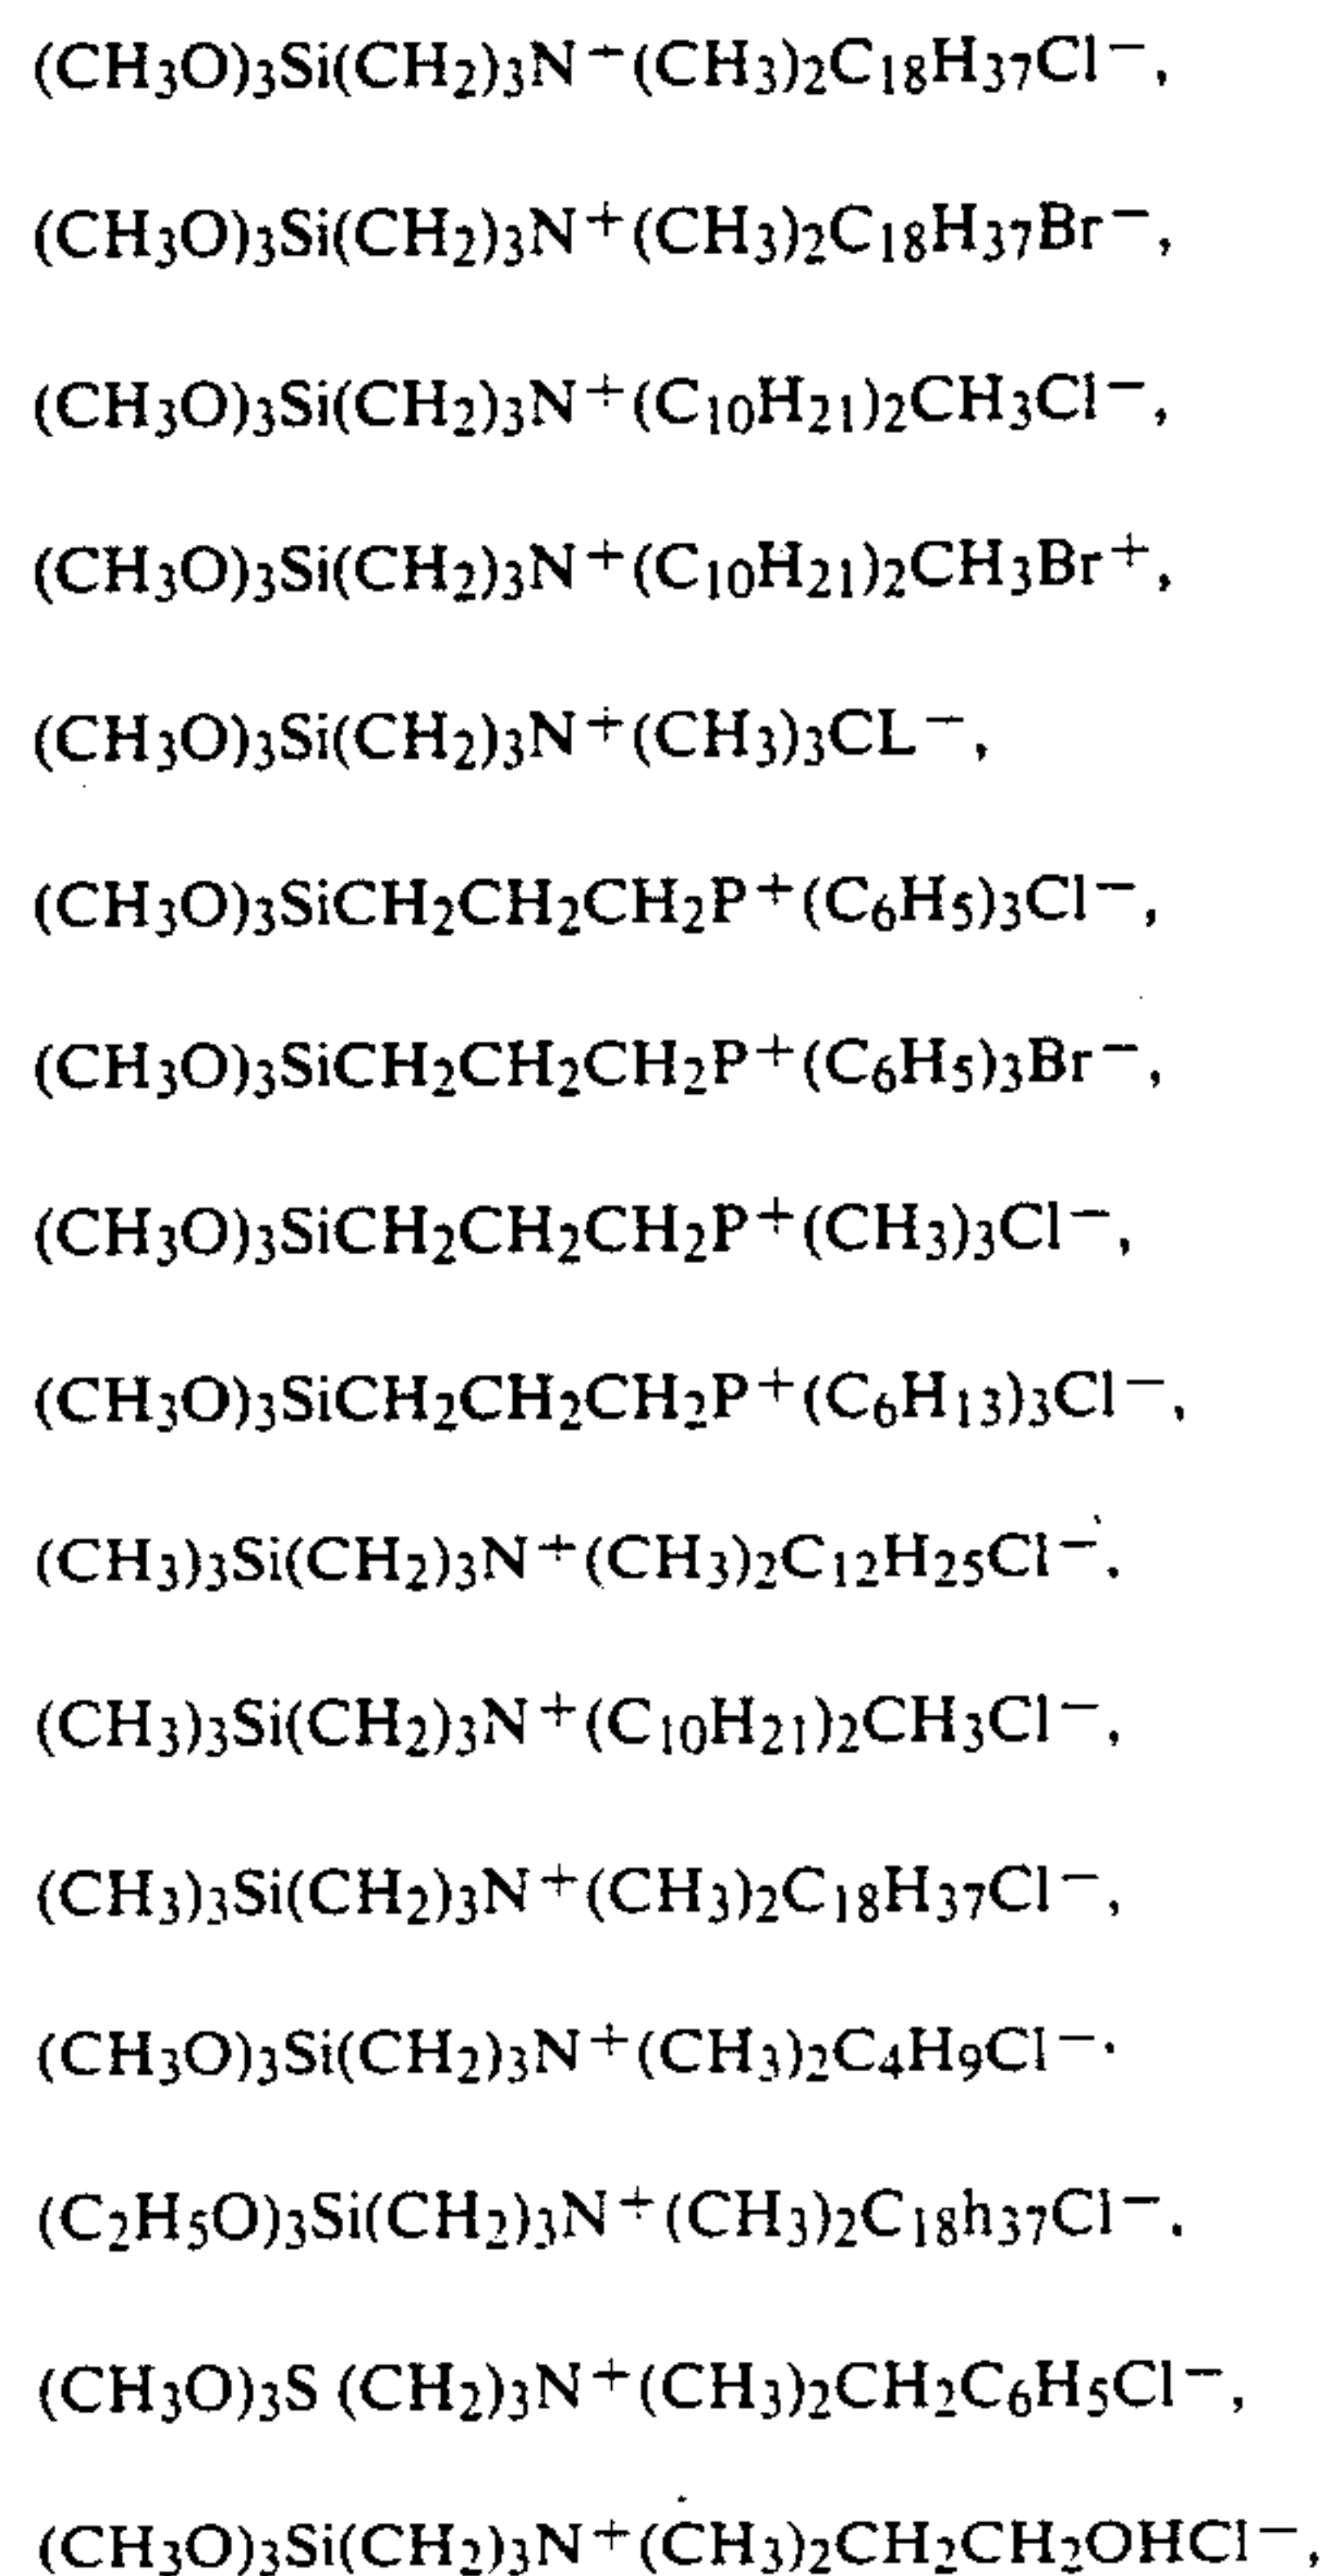 (CH₃O)₃Si(CH₂)₃N⁻(CH₃)₂C₁₈H₃₇Cl⁻,
(CH₃O)₃Si(CH₂)₃N⁺(CH₃)₂C₁₈H₃₇Br⁻,
(CH₃O)₃Si(CH₂)₃N⁺(C₁₀H₂₁)₂CH₃Cl⁻,
(CH₃O)₃Si(CH₂)₃N⁺(C₁₀H₂₁)₂CH₃Br⁺,
(CH₃O)₃Si(CH₂)₃N⁺(CH₃)₃CL⁻,
(CH₃O)₃SiCH₂CH₂CH₂P⁺(C₆H₅)₃Cl⁻,
(CH₃O)₃SiCH₂CH₂CH₂P⁺(C₆H₅)₃Br⁻,
(CH₃O)₃SiCH₂CH₂CH₂P⁺(CH₃)₃Cl⁻,
(CH₃O)₃SiCH₂CH₂CH₂P⁺(C₆H₁₃)₃Cl⁻,
(CH₃)₃Si(CH₂)₃N⁺(CH₃)₂C₁₂H₂₅Cl⁻.
(CH₃)₃Si(CH₂)₃N⁺(C₁₀H₂₁)₂CH₃Cl⁻,
(CH₃)₃Si(CH₂)₃N⁺(CH₃)₂C₁₈H₃₇Cl⁻,
(CH₃O)₃Si(CH₂)₃N⁺(CH₃)₂C₄H₉Cl⁻·
(C₂H₅O)₃Si(CH₂)₃N⁺(CH₃)₂C₁₈h₃₇Cl⁻.
(CH₃O)₃S (CH₂)₃N⁺(CH₃)₂CH₂C₆H₅Cl⁻,
(CH₃O)₃Si(CH₂)₃N⁺(CH₃)₂CH₂CH₂OHCl⁻,